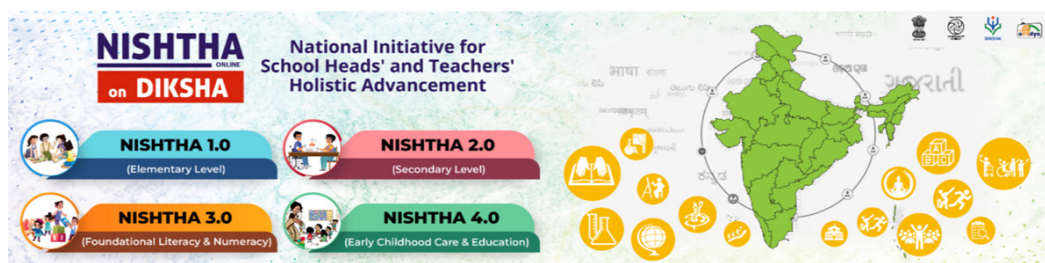 NISHTHA
ONLINE
on DIKSHA
National Initiative for
School Heads' and Teachers'
Holistic Advancement
NISHTHA 1.0
(Elementary Level)
NISHTHA 2.0
(Secondary Level)
NISHTHA 3.0
(Foundational Literacy & Numeracy)
NISHTHA 4.0
(Early Childhood Care & Education)
भाषा
বাংলা
ગુજરાતી
ಕನ್ನಡ
DIKSHA
A
B C